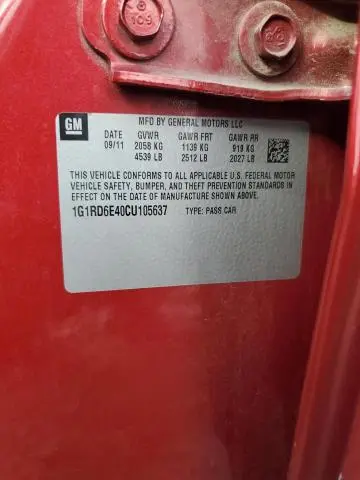 109
GM
MFD BY GENERAL MOTORS LLC
DATE GVWR GAWR FRT GAWR RR
09/11 2058 KG 1139 KG 919 KG
4539 LB 2512 LB 2027 LB
THIS VEHICLE CONFORMS TO ALL APPLICABLE U.S. FEDERAL MOTOR
VEHICLE SAFETY, BUMPER, AND THEFT PREVENTION STANDARDS IN
EFFECT ON THE DATE OF MANUFACTURE SHOWN ABOVE.
1G1RD6E40CU105637 TYPE: PASS CAR